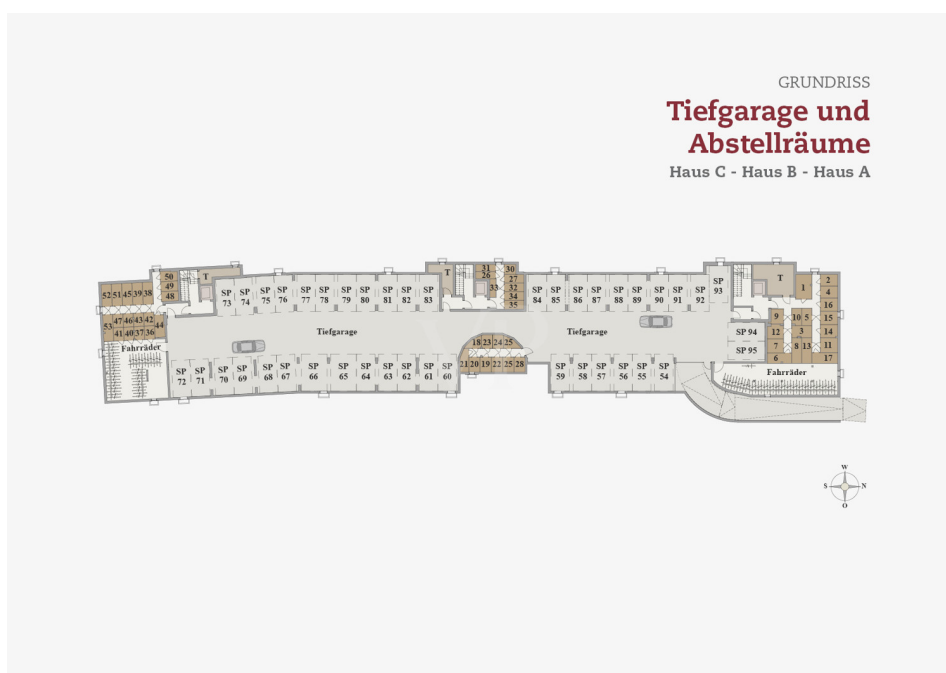 GRUNDRISS
Tiefgarage und
Abstellräume
Haus C - Haus B - Haus A
50
49
48
T
52 51 45 39 38
47 46 43 42
53
44
41 40 37 36
Fahrräder
SP 73
SP 74
SP 75
SP 76
SP 77
SP 78
SP 79
SP 80
SP 81
SP 82
SP 83
T
31
26
33
30
27
32
34
35
SP 84
SP 85
SP 86
SP 87
SP 88
SP 89
SP 90
SP 91
SP 92
SP 93
T
1
2
4
16
9
10 5
15
12
3
14
7
8 13
11
6
17
Tiefgarage
Tiefgarage
SP 94
SP 95
18 23 24 25
21 20 19 22 25 28
Fahrräder
SP 72
SP 71
SP 70
SP 69
SP 68
SP 67
SP 66
SP 65
SP 64
SP 63
SP 62
SP 61
SP 60
SP 59
SP 58
SP 57
SP 56
SP 55
SP 54
W
S
N
O